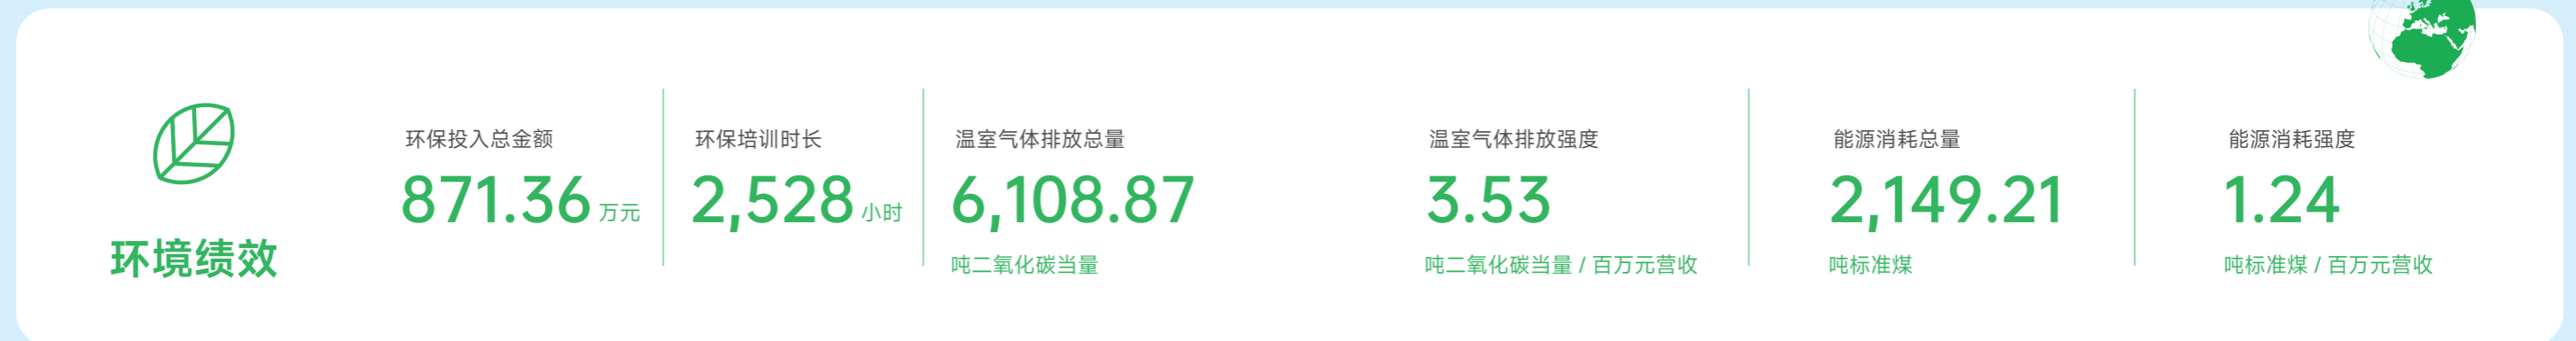 环境绩效
环保投入总金额
871.36 万元
环保培训时长
2,528 小时
温室气体排放总量
6,108.87
吨二氧化碳当量
温室气体排放强度
3.53
吨二氧化碳当量 / 百万元营收
能源消耗总量
2,149.21
吨标准煤
能源消耗强度
1.24
吨标准煤 / 百万元营收